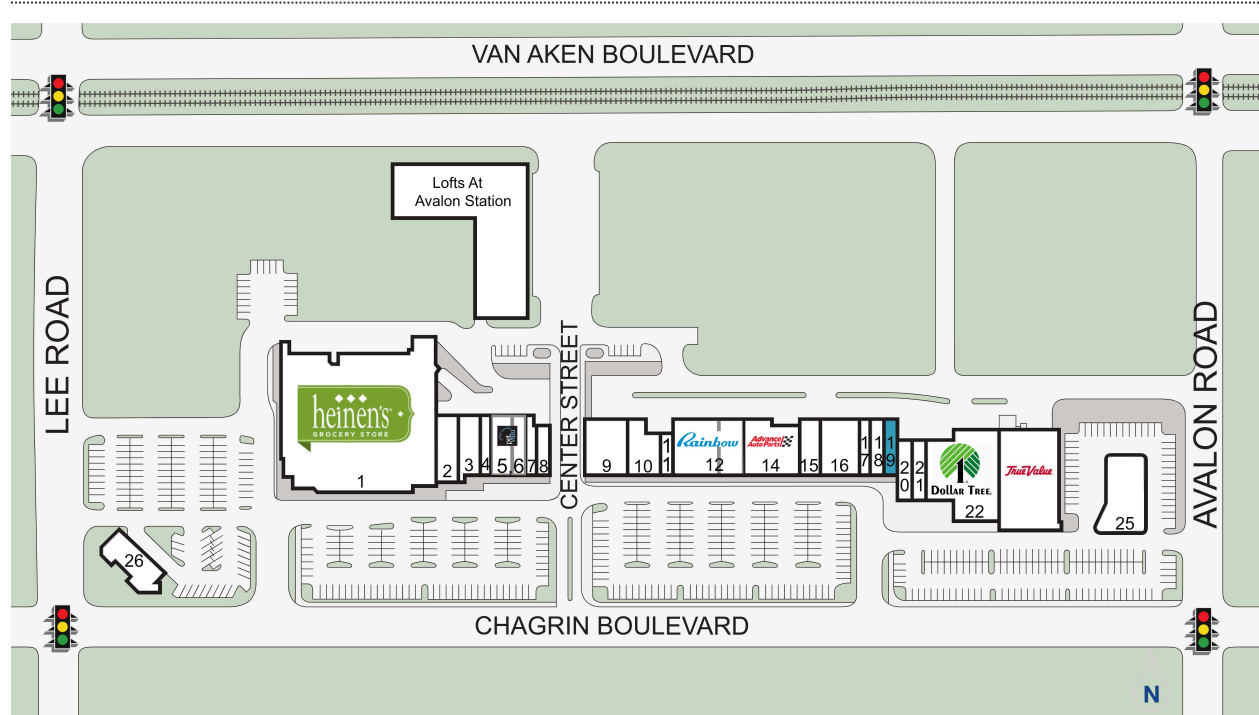 VAN AKEN BOULEVARD
Lofts At
Avalon Station
LEE ROAD
CENTER STREET
AVALON ROAD
heinen's
GROCERY STORE
1
2
3
4
5
6
7
8
9
10
11
Rainbow
12
Advance
Auto Parts
14
15
16
17
18
19
20
21
1
DOLLAR TREE
22
True Value
25
26
CHAGRIN BOULEVARD
N